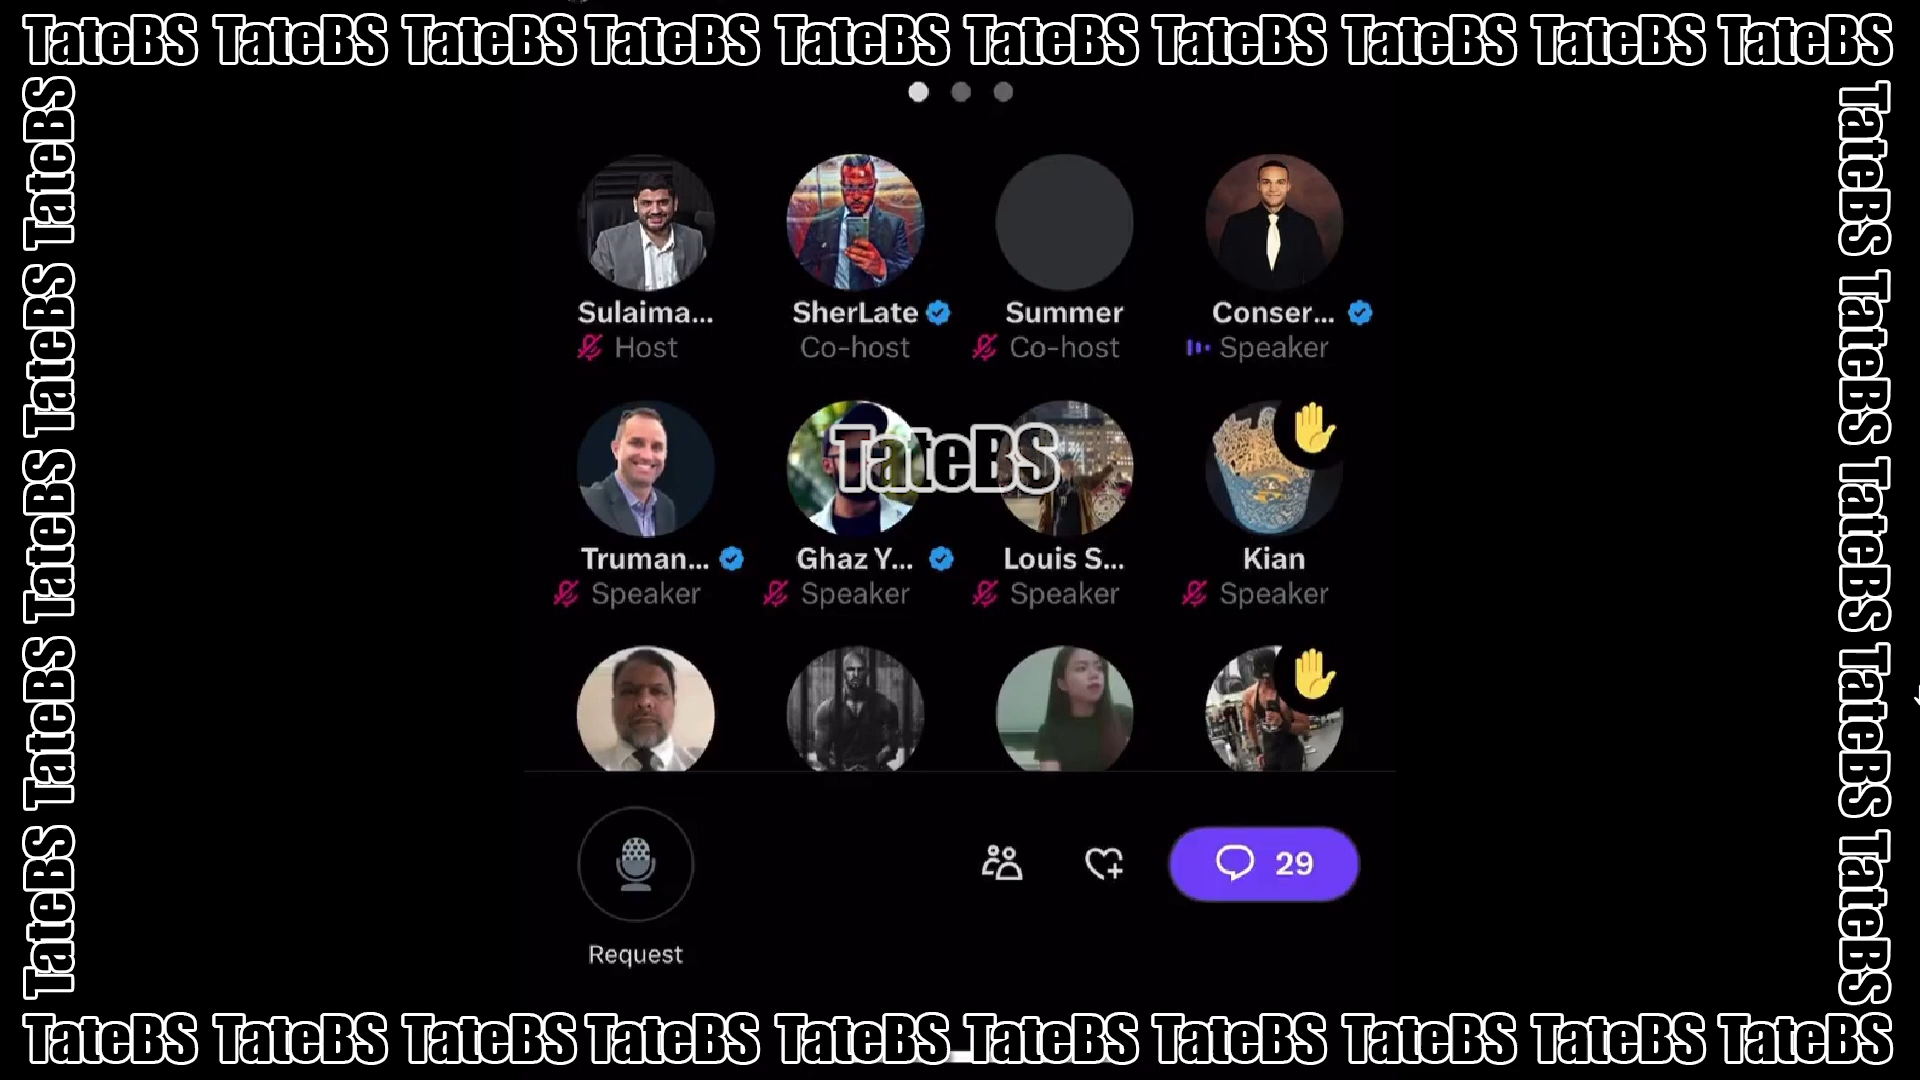 TateBS TateBS TateBS TateBS TateBS TateBS TateBS TateBS TateBS TateBS
TateBS TateBS TateBS TateBS TateBS
TateBS TateBS TateBS TateBS TateBS
Sulaima... SherLate Summer Conser...
Host Co-host Co-host Speaker
TateBS
Truman... Ghaz Y... Louis S... Kian
Speaker Speaker Speaker Speaker
29
Request
TateBS TateBS TateBS TateBS TateBS TateBS TateBS TateBS TateBS TateBS